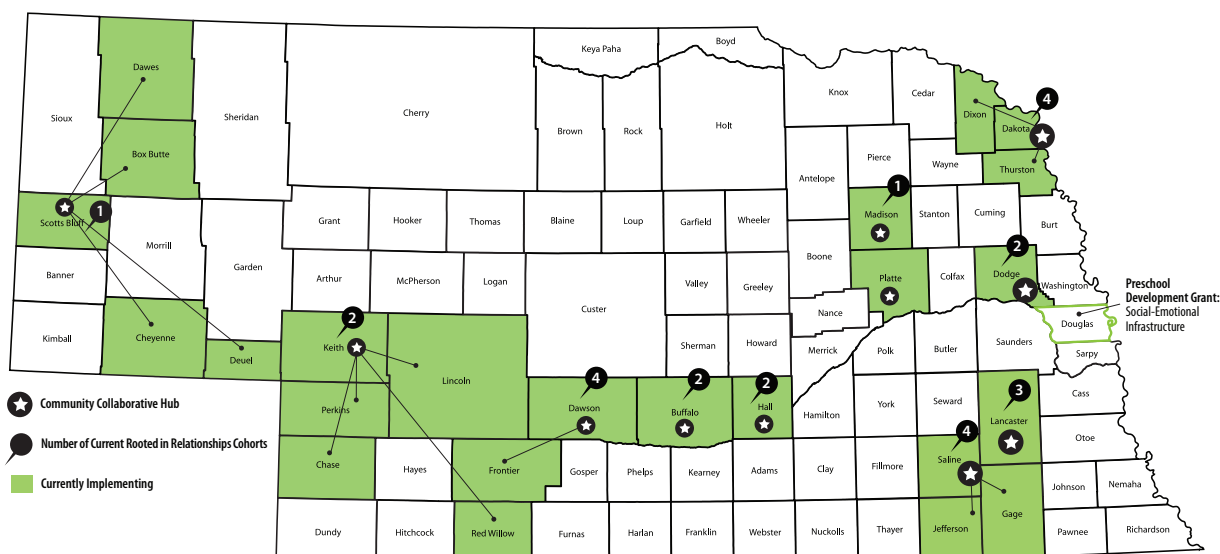 Keya Paha
Boyd
Dawes
Knox
Cedar
4
Sioux
Sheridan
Cherry
Brown
Rock
Holt
Dixon
Dakota
Box Butte
Pierce
Wayne
Thurston
Antelope
1
1
Scotts Bluff
Grant
Hooker
Thomas
Blaine
Loup
Garfield
Wheeler
Madison
Stanton
Cuming
Burt
Morrill
2
Banner
Garden
Arthur
McPherson
Logan
Boone
Platte
Colfax
Dodge
Washington
Valley
Greeley
Custer
Nance
Preschool
Development Grant:
Social-Emotional
Infrastructure
Douglas
2
Kimball
Cheyenne
Deuel
Keith
Sherman
Howard
Merrick
Polk
Butler
Saunders
Sarpy
Lincoln
4
2
2
3
Perkins
Dawson
Buffalo
Hall
Hamilton
York
Seward
Lancaster
Cass
Community Collaborative Hub
4
Otoe
Number of Current Rooted in Relationships Cohorts
Chase
Hayes
Frontier
Gosper
Phelps
Kearney
Adams
Clay
Fillmore
Saline
Currently Implementing
Johnson
Nemaha
Gage
Dundy
Hitchcock
Red Willow
Furnas
Harlan
Franklin
Webster
Nuckolls
Thayer
Jefferson
Pawnee
Richardson